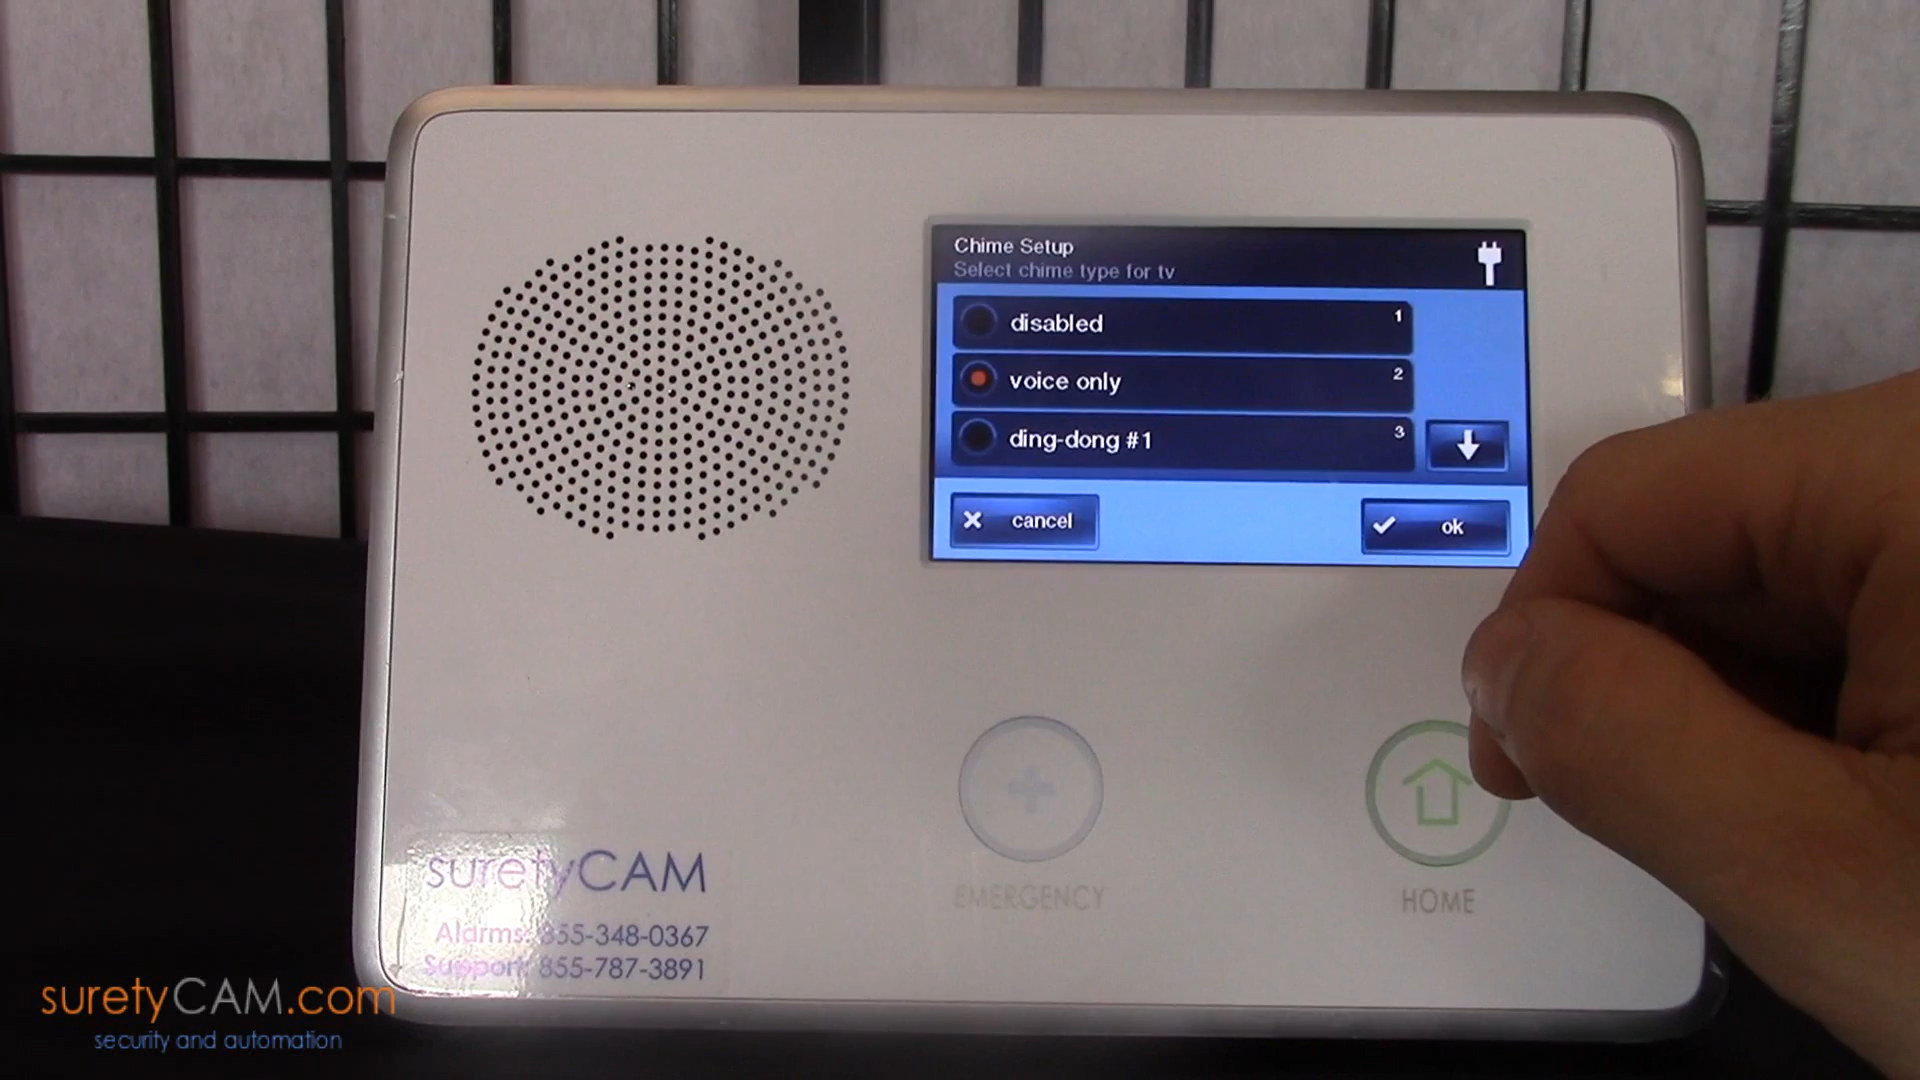 Chime Setup
Select chime type for tv
disabled 1
voice only 2
ding-dong #1 3
cancel
ok
EMERGENCY
HOME
suretyCAM
Alarms: 855-348-0367
Support: 855-787-3891
suretyCAM.com
security and automation